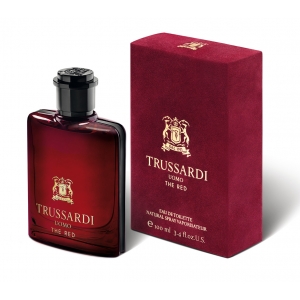 TRUSSARDI
UOMO
THE RED
TRUSSARDI
UOMO
THE RED
EAU DE TOILETTE
NATURAL SPRAY VAPORISATEUR
100 ml 3.4 fl.oz.U.S.